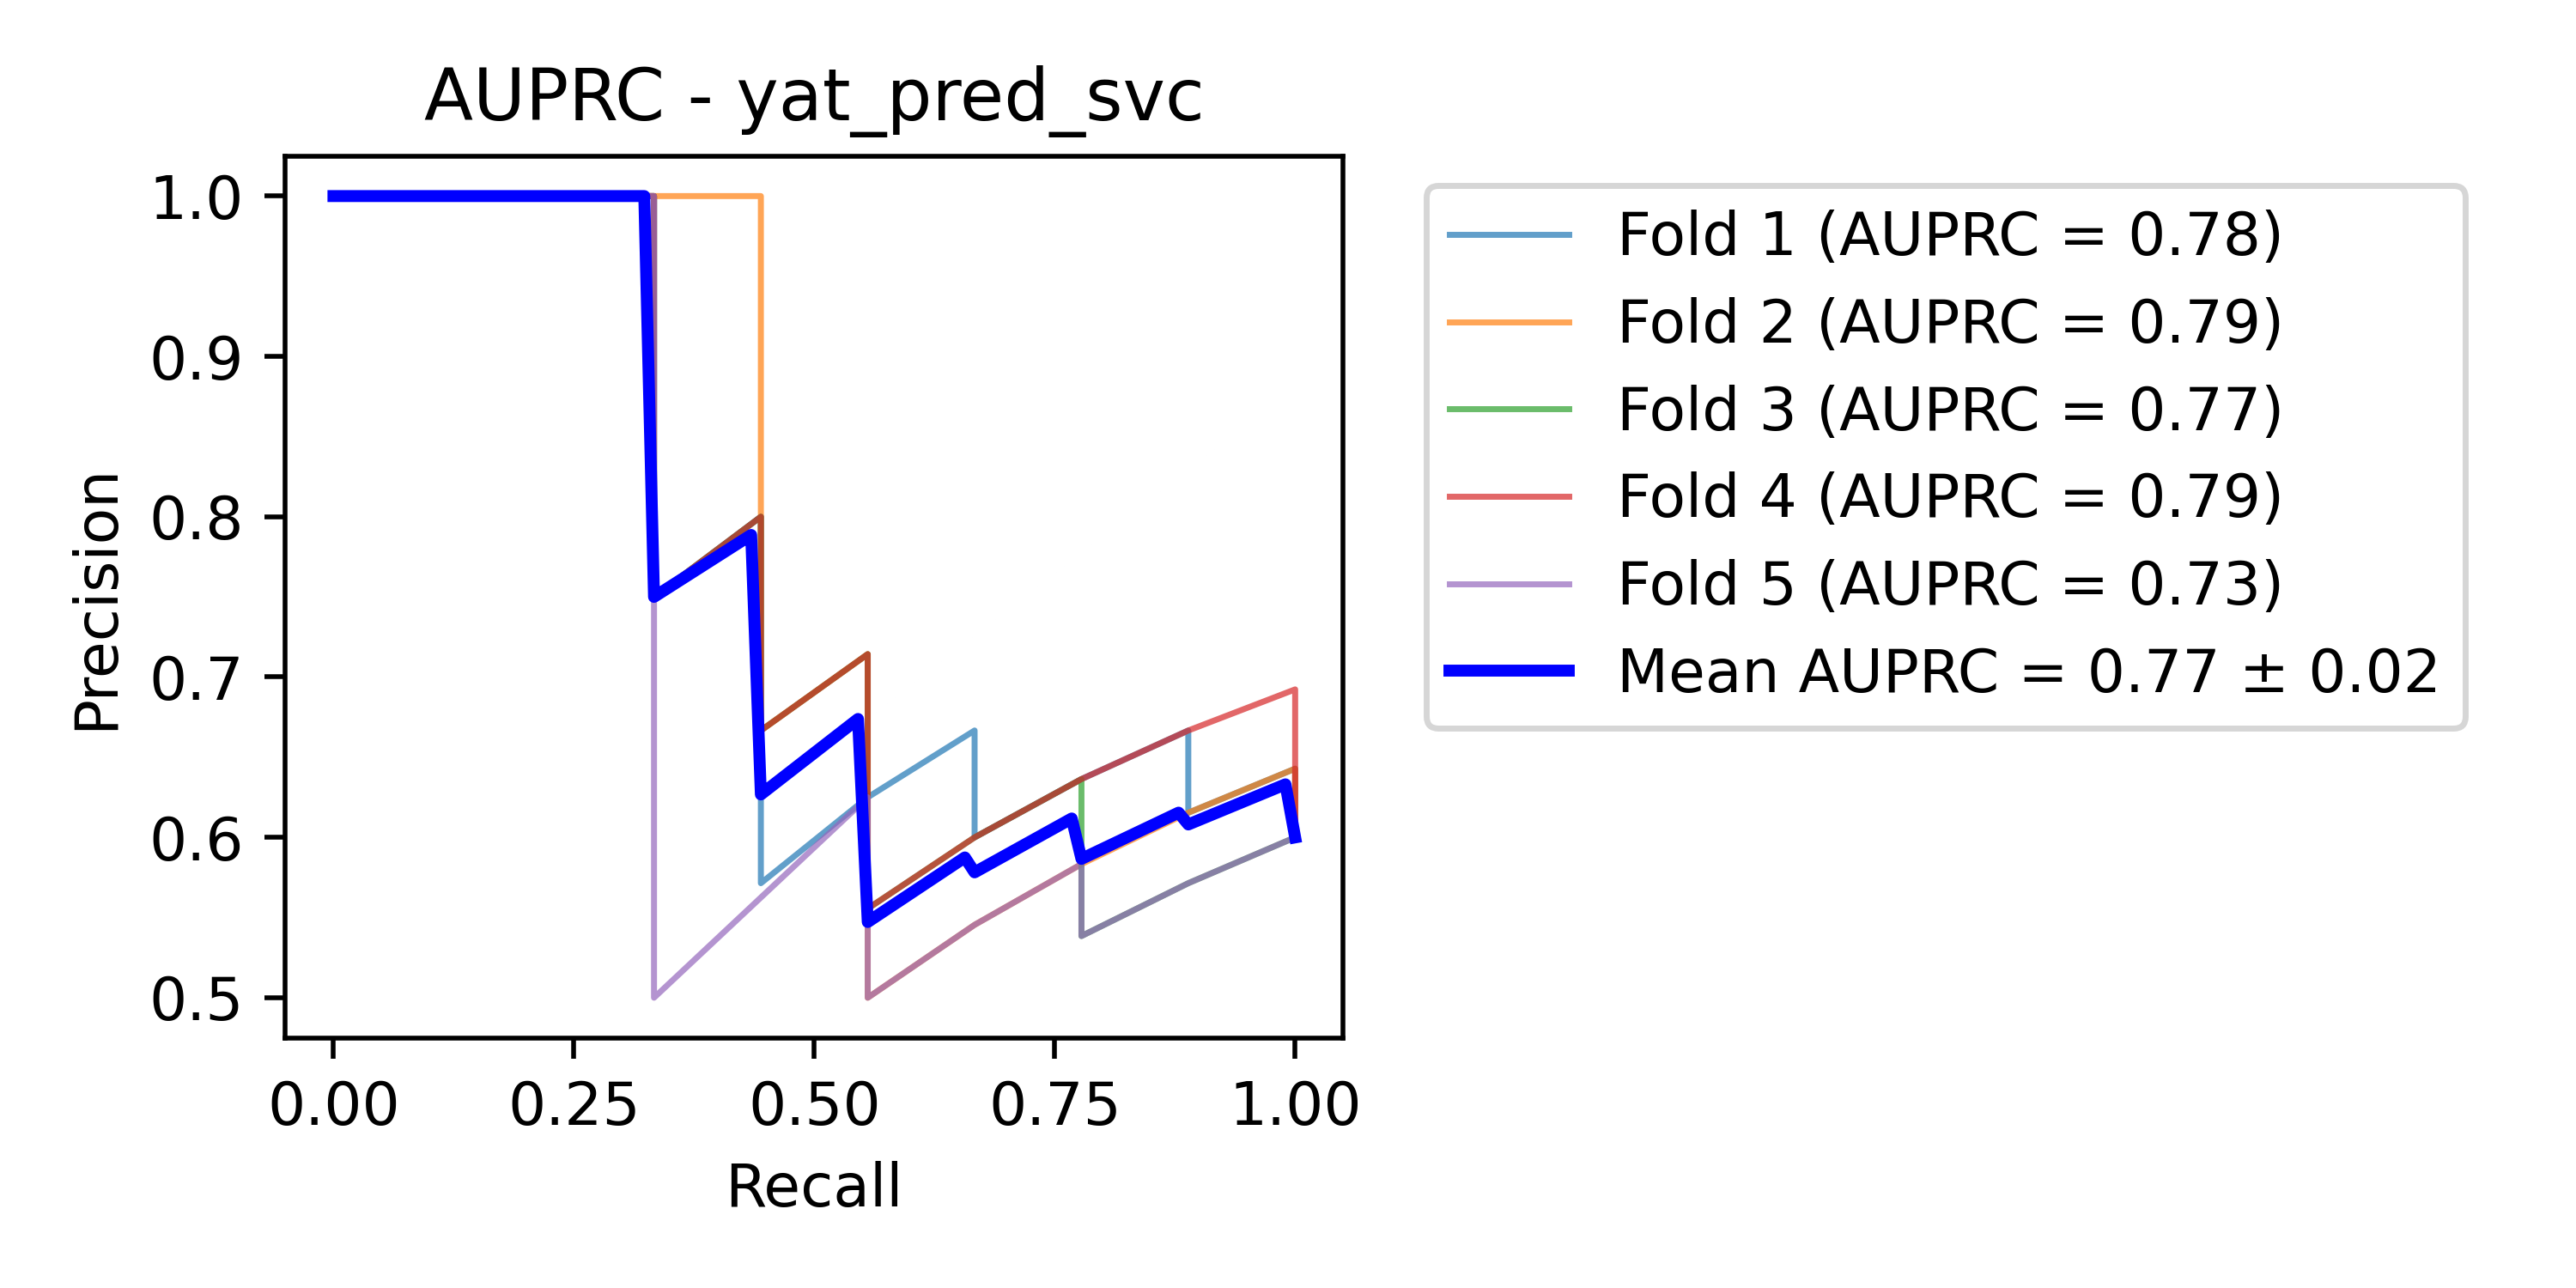 AUPRC - yat_pred_svc
1.0
0.9
0.8
0.7
0.6
0.5
Precision
0.00 0.25 0.50 0.75 1.00
Recall
Fold 1 (AUPRC = 0.78)
Fold 2 (AUPRC = 0.79)
Fold 3 (AUPRC = 0.77)
Fold 4 (AUPRC = 0.79)
Fold 5 (AUPRC = 0.73)
Mean AUPRC = 0.77 ± 0.02